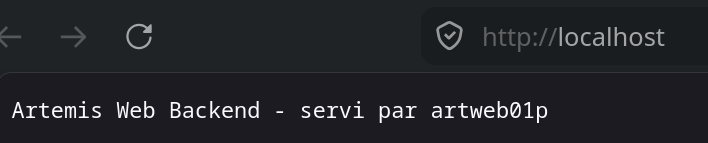 http://localhost
Artemis Web Backend - servi par artweb01p